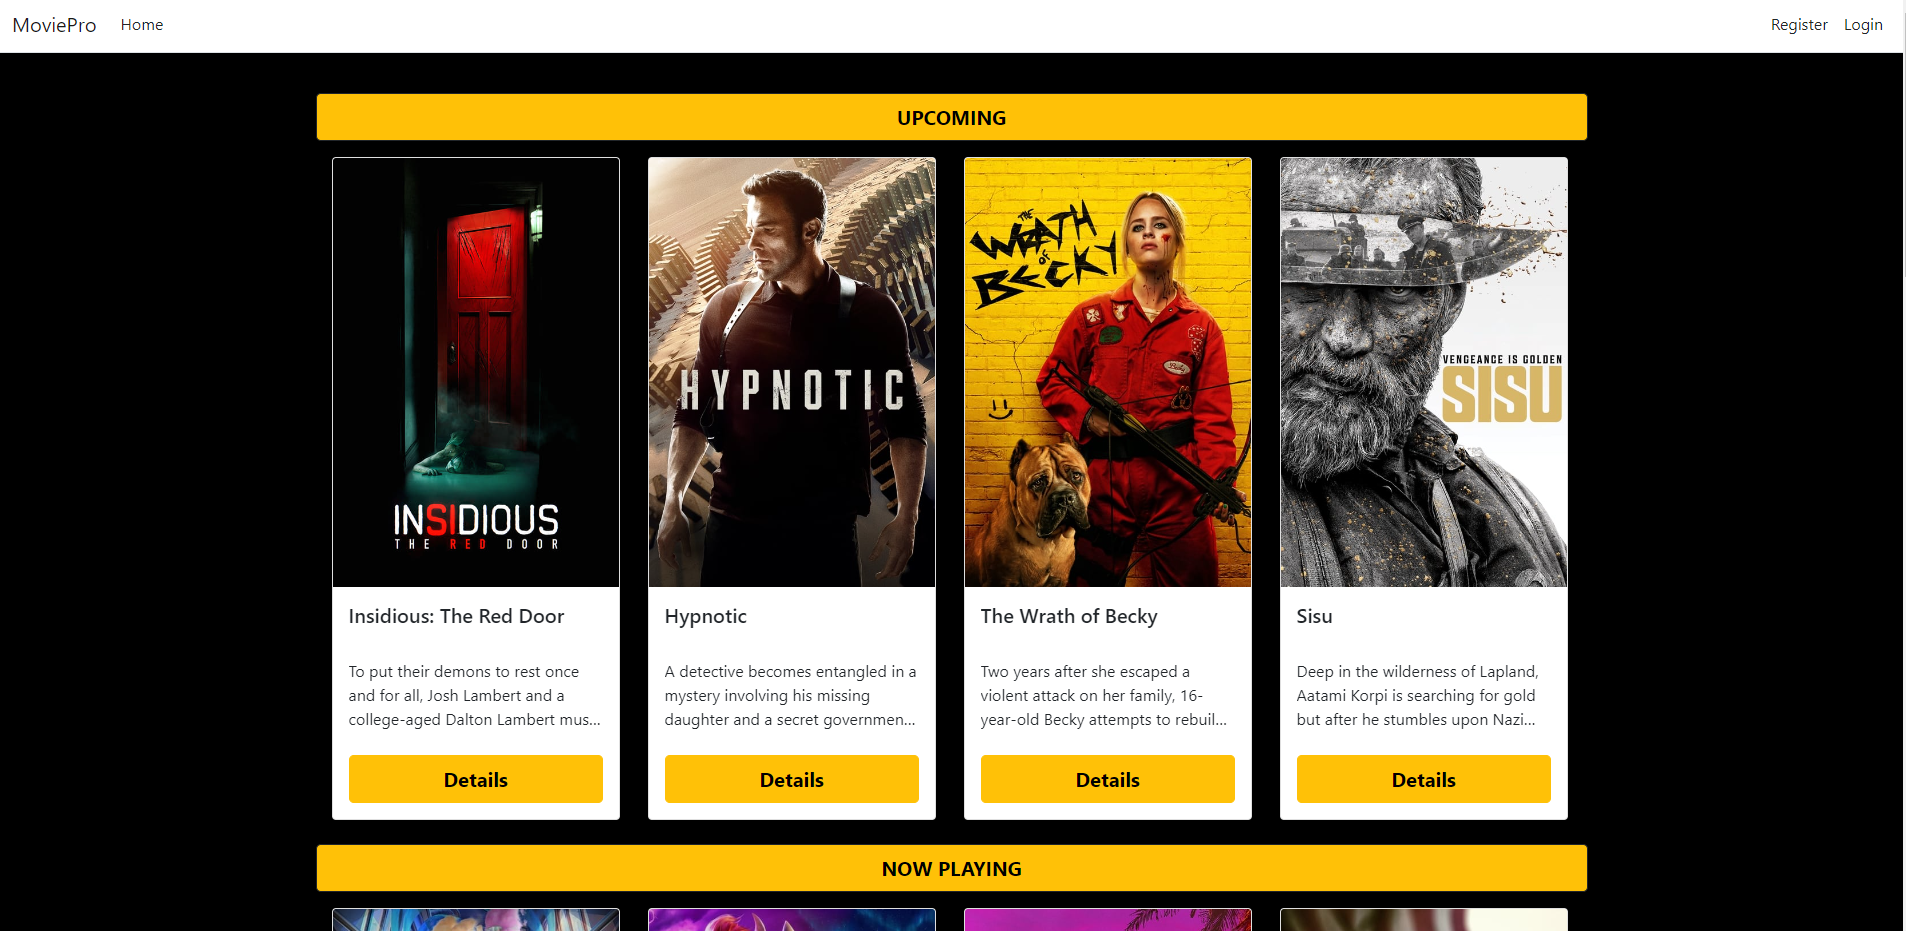 MoviePro Home Register Login
UPCOMING
INSIDIOUS
THE RED DOOR
HYPNOTIC
THE
WRATH
OF
BECKY
Becky
VENGEANCE IS GOLDEN
SISU
Insidious: The Red Door
To put their demons to rest once
and for all, Josh Lambert and a
college-aged Dalton Lambert mus...
Details
Hypnotic
A detective becomes entangled in a
mystery involving his missing
daughter and a secret governmen...
Details
The Wrath of Becky
Two years after she escaped a
violent attack on her family, 16-
year-old Becky attempts to rebuil...
Details
Sisu
Deep in the wilderness of Lapland,
Aatami Korpi is searching for gold
but after he stumbles upon Nazi...
Details
NOW PLAYING